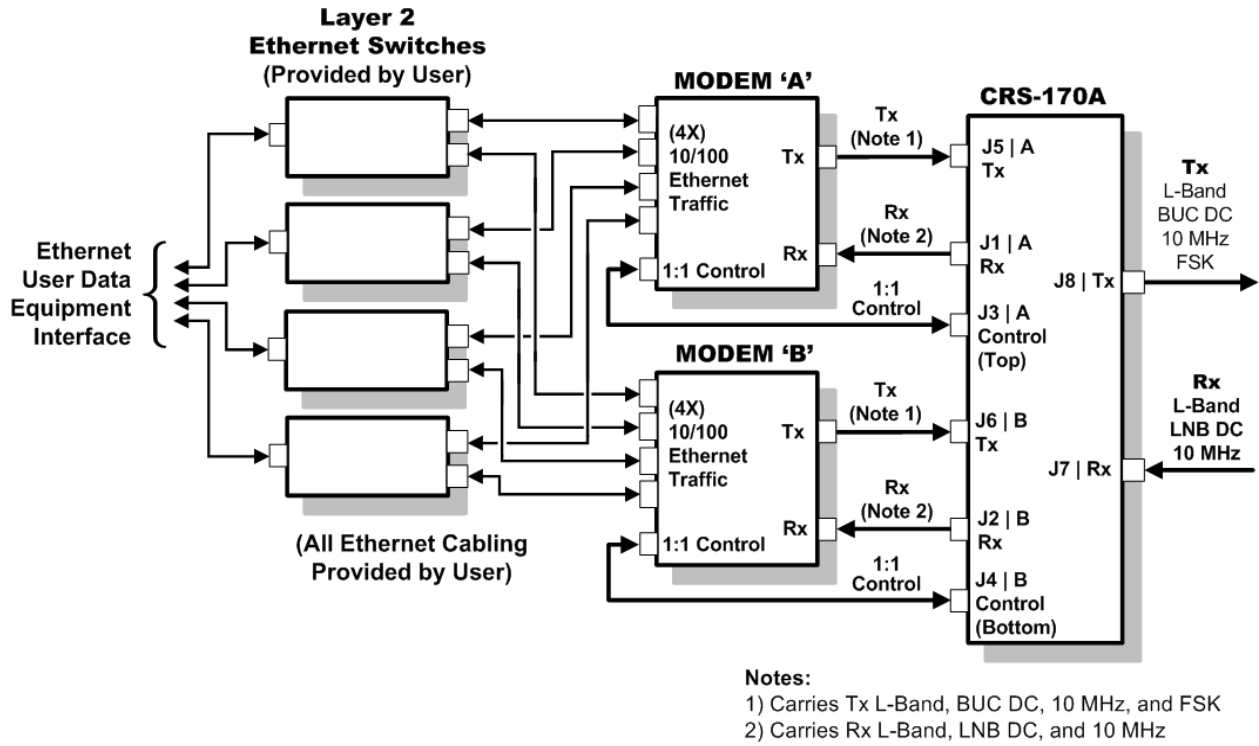 Layer 2
Ethernet Switches
(Provided by User)
Ethernet
User Data
Equipment
Interface
(All Ethernet Cabling
Provided by User)
MODEM ‘A’
(4X)
10/100
Ethernet
Traffic
Tx
Rx
1:1 Control
MODEM ‘B’
(4X)
10/100
Ethernet
Traffic
Tx
Rx
1:1 Control
Tx
(Note 1)
Rx
(Note 2)
1:1
Control
Tx
(Note 1)
Rx
(Note 2)
1:1
Control
CRS-170A
J5 | A
Tx
J1 | A
Rx
J3 | A
Control
(Top)
J6 | B
Tx
J2 | B
Rx
J4 | B
Control
(Bottom)
J8 | Tx
J7 | Rx
Tx
L-Band
BUC DC
10 MHz
FSK
Rx
L-Band
LNB DC
10 MHz
Notes:
1) Carries Tx L-Band, BUC DC, 10 MHz, and FSK
2) Carries Rx L-Band, LNB DC, and 10 MHz